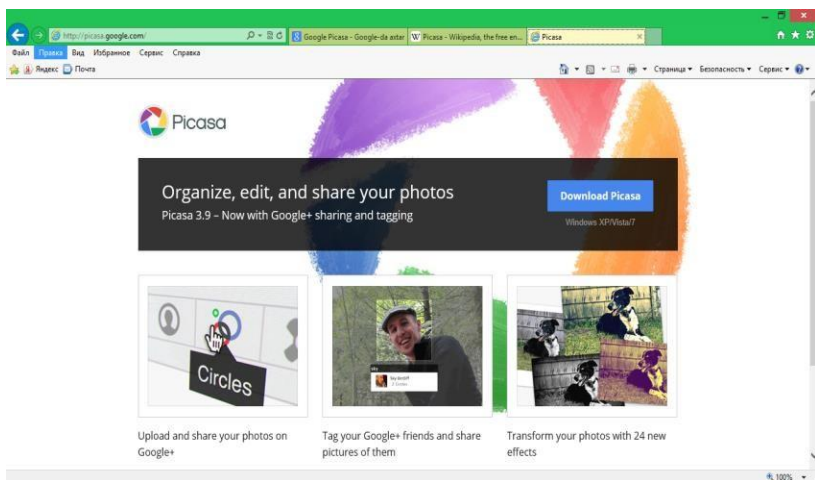 http://picasa.google.com/
Google Picasa - Google-da axtar
Picasa - Wikipedia, the free en...
Picasa
Файл Правка Вид Избранное Сервис Справка
Яндекс Почта
Страница Безопасность Сервис
Picasa
Organize, edit, and share your photos
Picasa 3.9 – Now with Google+ sharing and tagging
Download Picasa
Windows XP/Vista/7
Circles
Upload and share your photos on
Google+
Tag your Google+ friends and share
pictures of them
Transform your photos with 24 new
effects
100%